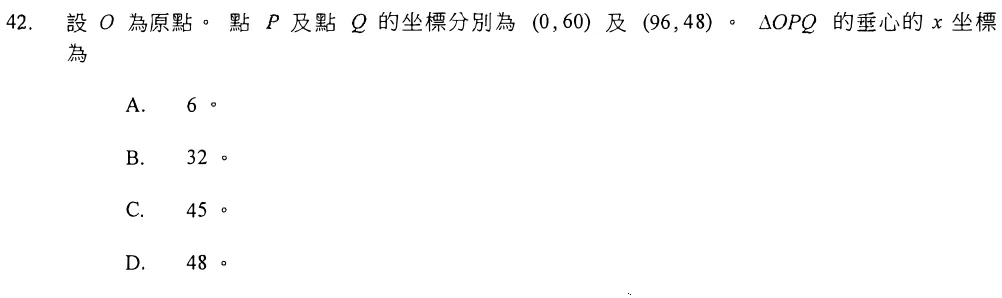 42. 設 O 為原點。 點 P 及點 Q 的坐標分別為 (0, 60) 及 (96, 48) 。 ΔOPQ 的垂心的 x 坐標
為
A. 6 。
B. 32 。
C. 45 。
D. 48 。